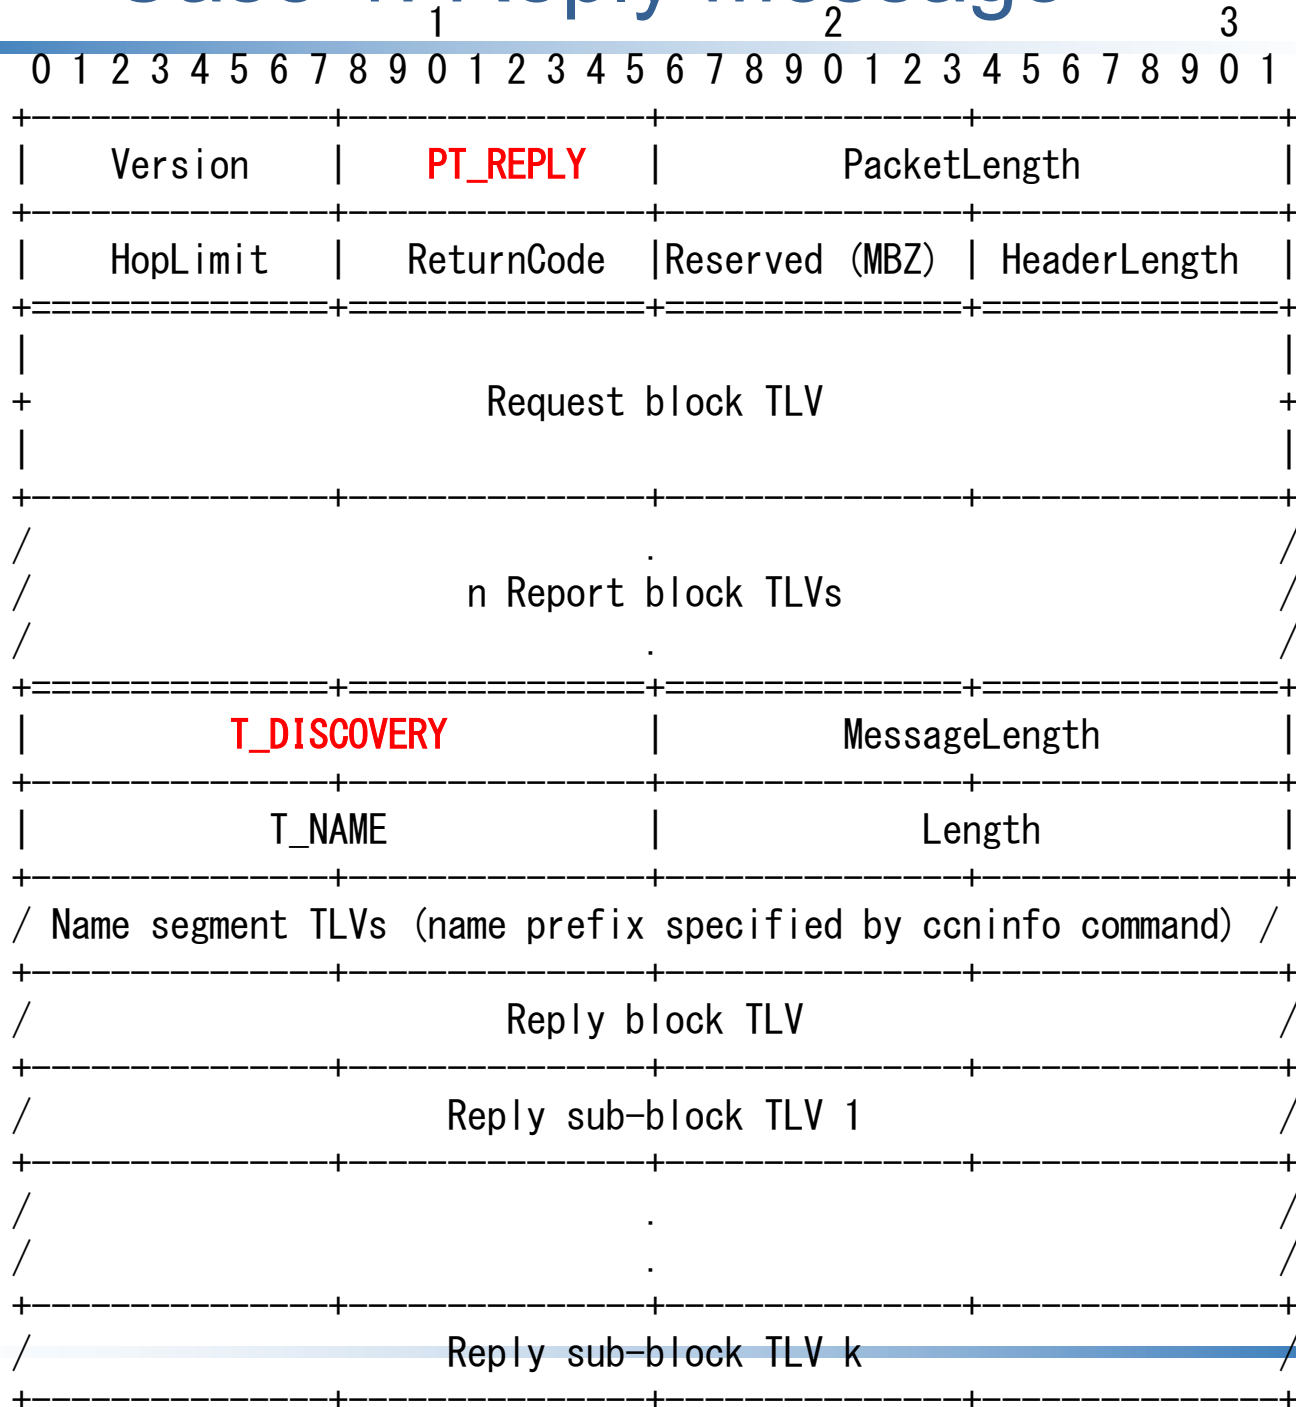 Reply Message
1 2 3
0 1 2 3 4 5 6 7 8 9 0 1 2 3 4 5 6 7 8 9 0 1 2 3 4 5 6 7 8 9 0 1
+---------------+---------------+---------------+---------------+
| Version | PT_REPLY | PacketLength |
+---------------+---------------+---------------+---------------+
| HopLimit | ReturnCode |Reserved (MBZ) | HeaderLength |
+===============+===============+===============+===============+
| |
+ Request block TLV +
| |
+---------------+---------------+---------------+---------------+
/ . /
/ n Report block TLVs /
/ . /
+===============+===============+===============+===============+
| T_DISCOVERY | MessageLength |
+---------------+---------------+---------------+---------------+
| T_NAME | Length |
+---------------+---------------+---------------+---------------+
/ Name segment TLVs (name prefix specified by ccninfo command) /
+---------------+---------------+---------------+---------------+
/ Reply block TLV /
+---------------+---------------+---------------+---------------+
/ Reply sub-block TLV 1 /
+---------------+---------------+---------------+---------------+
/ . /
/ . /
+---------------+---------------+---------------+---------------+
/ Reply sub-block TLV k /
+---------------+---------------+---------------+---------------+